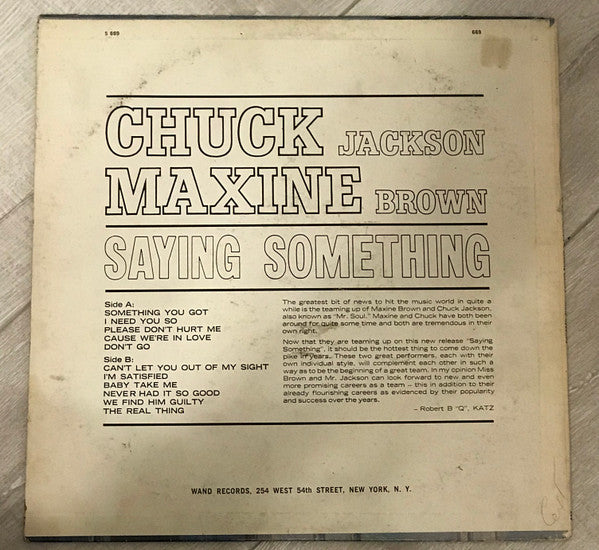 S 669
669
CHUCK JACKSON
MAXINE BROWN
SAYING SOMETHING
Side A:
SOMETHING YOU GOT
I NEED YOU SO
PLEASE DON'T HURT ME
CAUSE WE'RE IN LOVE
DON'T GO
Side B:
CAN'T LET YOU OUT OF MY SIGHT
I'M SATISFIED
BABY TAKE ME
NEVER HAD IT SO GOOD
WE FIND HIM GUILTY
THE REAL THING
The greatest bit of news to hit the music world in quite a
while is the teaming up of Maxine Brown and Chuck Jackson,
also known as "Mr. Soul." Maxine and Chuck have both been
around for quite some time and both are tremendous in their
own right.
Now that they are teaming up on this new release "Saying
Something", it should be the hottest thing to come down the
pike in years. These two great performers, each with their
own individual style, will complement each other in such a
way as to be the beginning of a great team. In my opinion Miss
Brown and Mr. Jackson can look forward to new and even
more promising careers as a team – this in addition to their
already flourishing careers as evidenced by their popularity
and success over the years.
– Robert B "Q", KATZ
WAND RECORDS, 254 WEST 54th STREET, NEW YORK, N. Y.